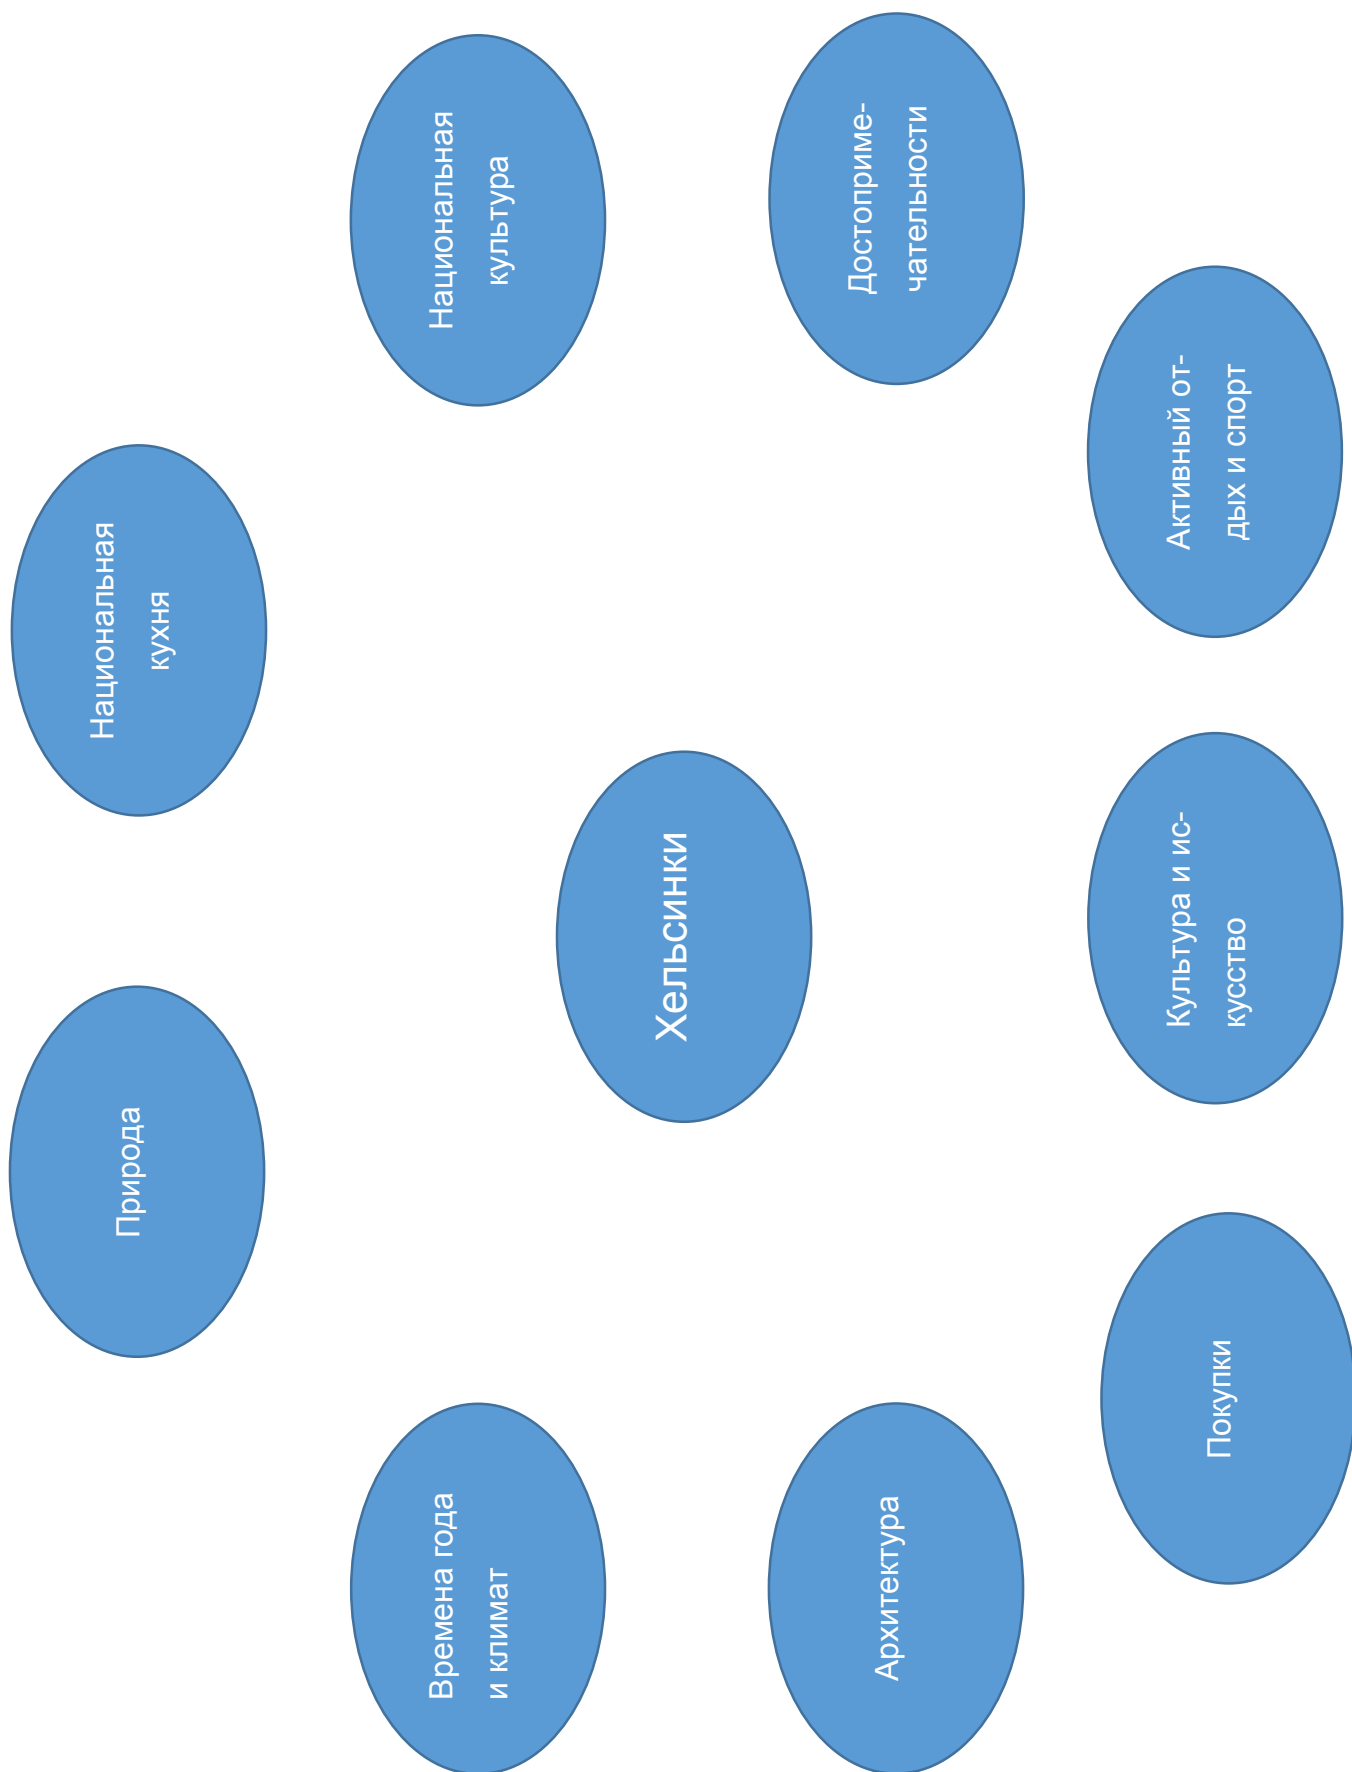 Национальная
кухня
Природа
Национальная
культура
Времена года
и климат
Хельсинки
Достоприме-
чательности
Архитектура
Активный от-
дых и спорт
Культура и ис-
кусство
Покупки